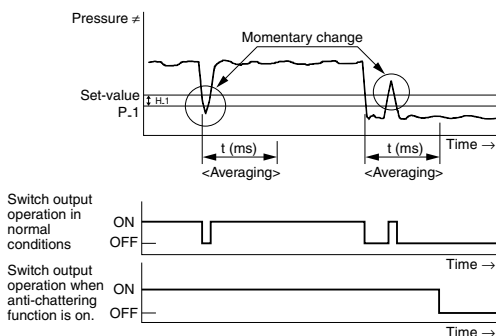 Pressure ≠
Momentary change
Set-value
H_1
P_1
t (ms)
t (ms)
Time →
<Averaging>
<Averaging>
Switch output
operation in
normal
conditions
ON
OFF
Time →
Switch output
operation when
anti-chattering
function is on.
ON
OFF
Time →